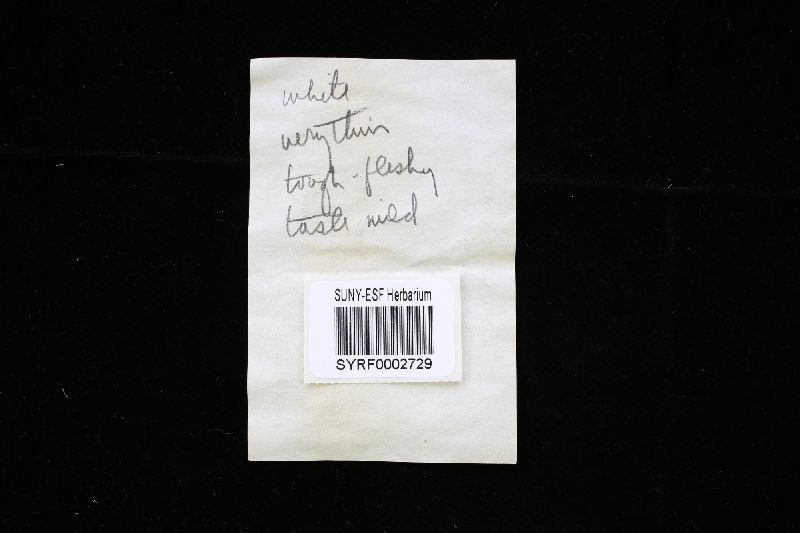 white
very thin
tough-fleshy
taste mild
SUNY-ESF Herbarium
SYRF0002729